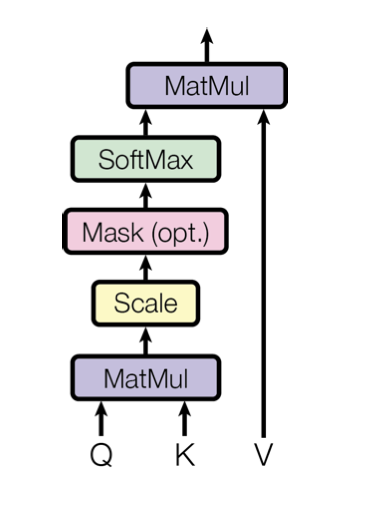 MatMul
SoftMax
Mask (opt.)
Scale
MatMul
Q K V